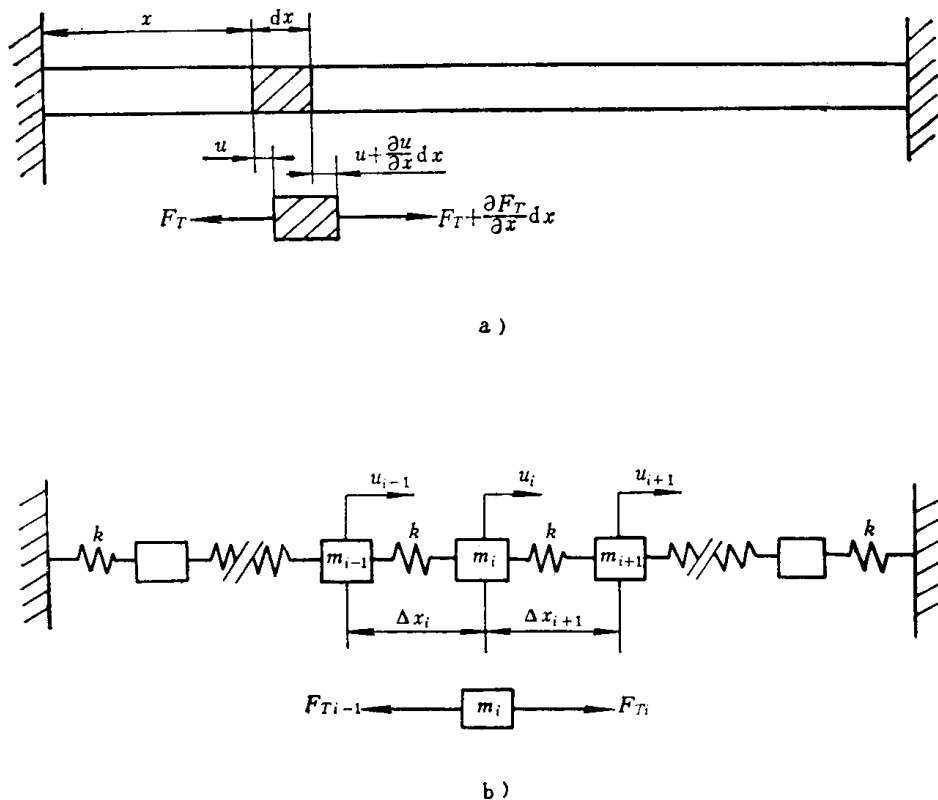 x dx
u u+∂u/∂x dx
F_T F_T+∂F_T/∂x dx
a)
u_{i-1} u_i u_{i+1}
k k k k
m_{i-1} m_i m_{i+1}
Δx_i Δx_{i+1}
F_{Ti-1} m_i F_{Ti}
b)